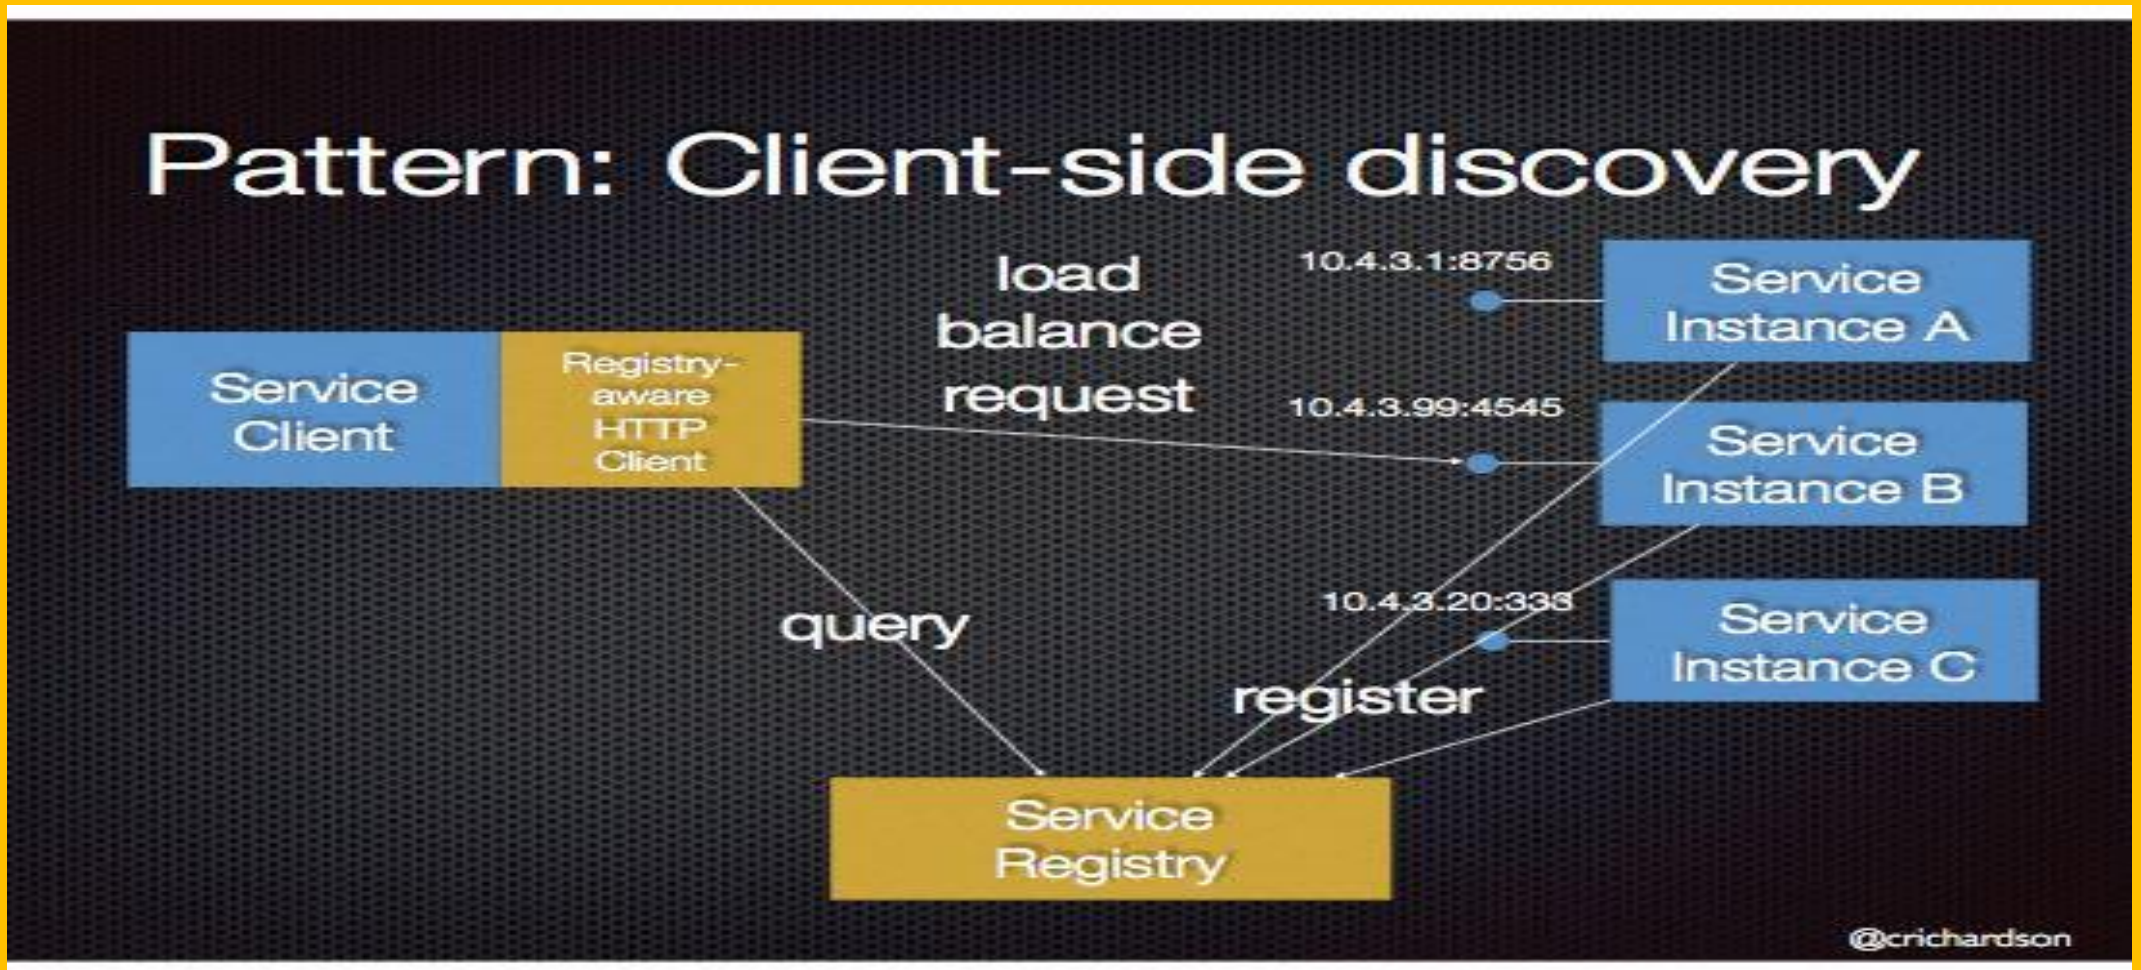 Pattern: Client-side discovery
load
balance
request
10.4.3.1:8756
Service
Instance A
Service
Client
Registry-
aware
HTTP
Client
10.4.3.99:4545
Service
Instance B
query
10.4.3.20:333
Service
Instance C
register
Service
Registry
@crichardson